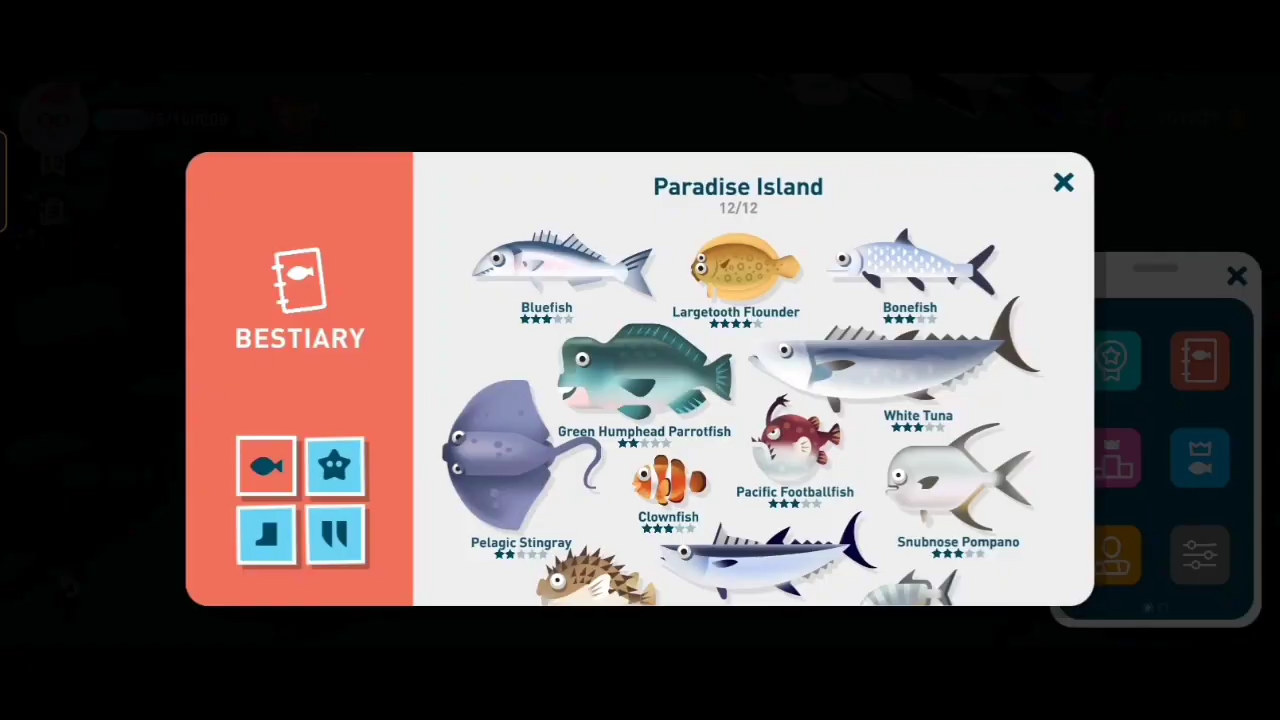 Paradise Island
12/12
BESTIARY
Bluefish
Largetooth Flounder
Bonefish
White Tuna
Green Humphead Parrotfish
Pacific Footballfish
Clownfish
Pelagic Stingray
Snubnose Pompano